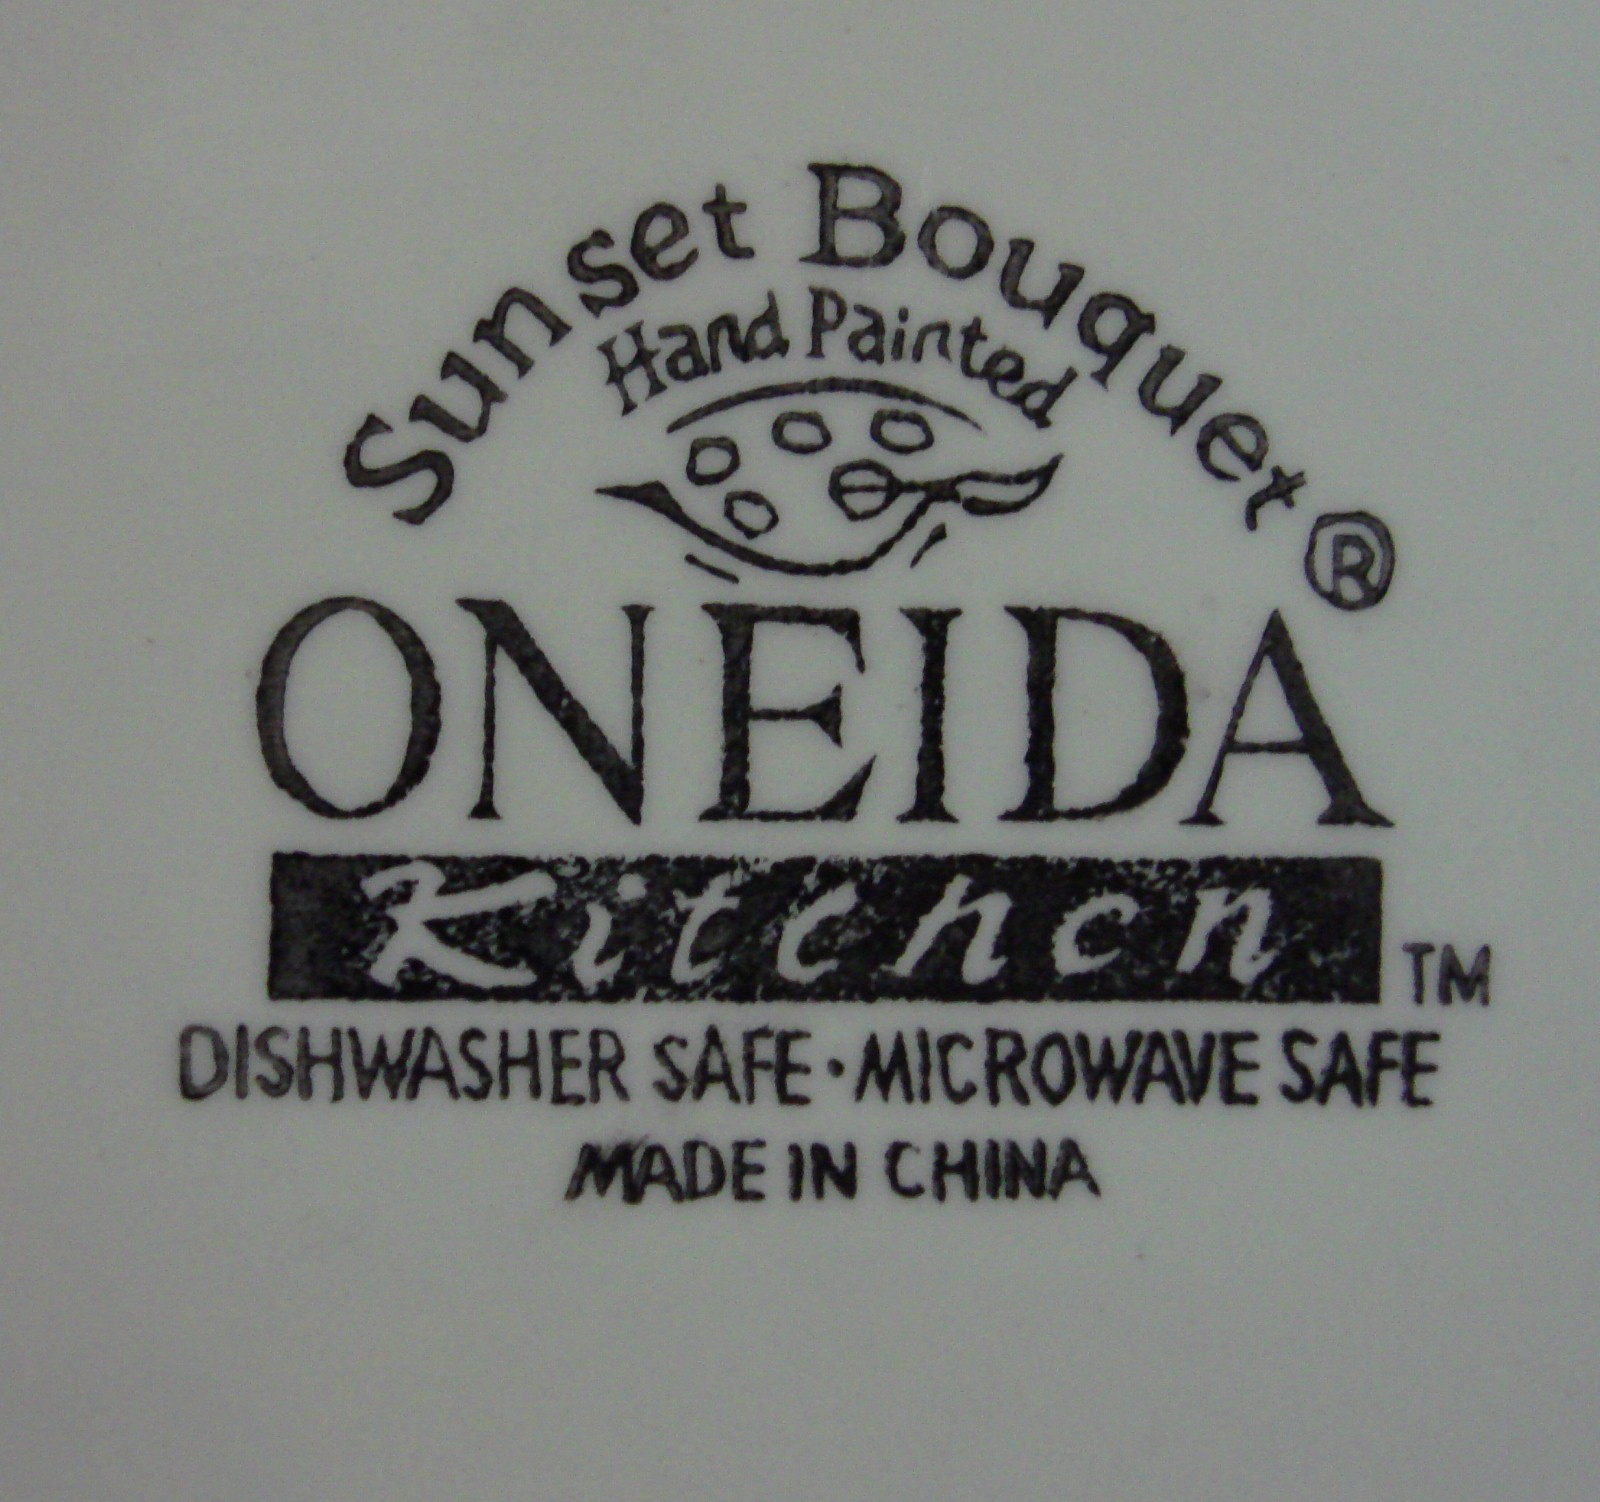 Sunset Bouquet
Hand Painted
ONEIDA®
Kitchen™
DISHWASHER SAFE · MICROWAVE SAFE
MADE IN CHINA